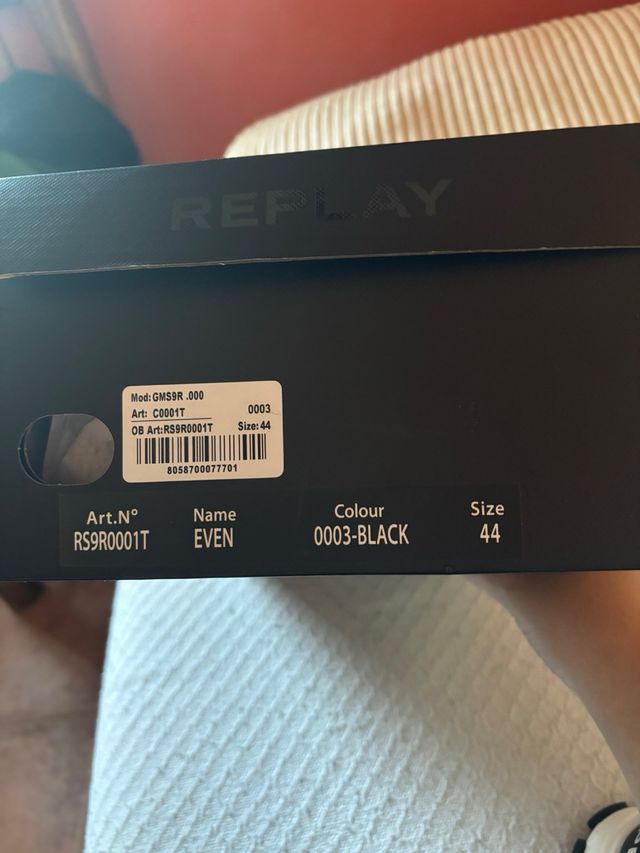 REPLAY
Mod: GMS9R .000
Art: C0001T 0003
OB Art:RS9R0001T Size: 44
8058700077701
Art.N° Name Colour Size
RS9R0001T EVEN 0003-BLACK 44